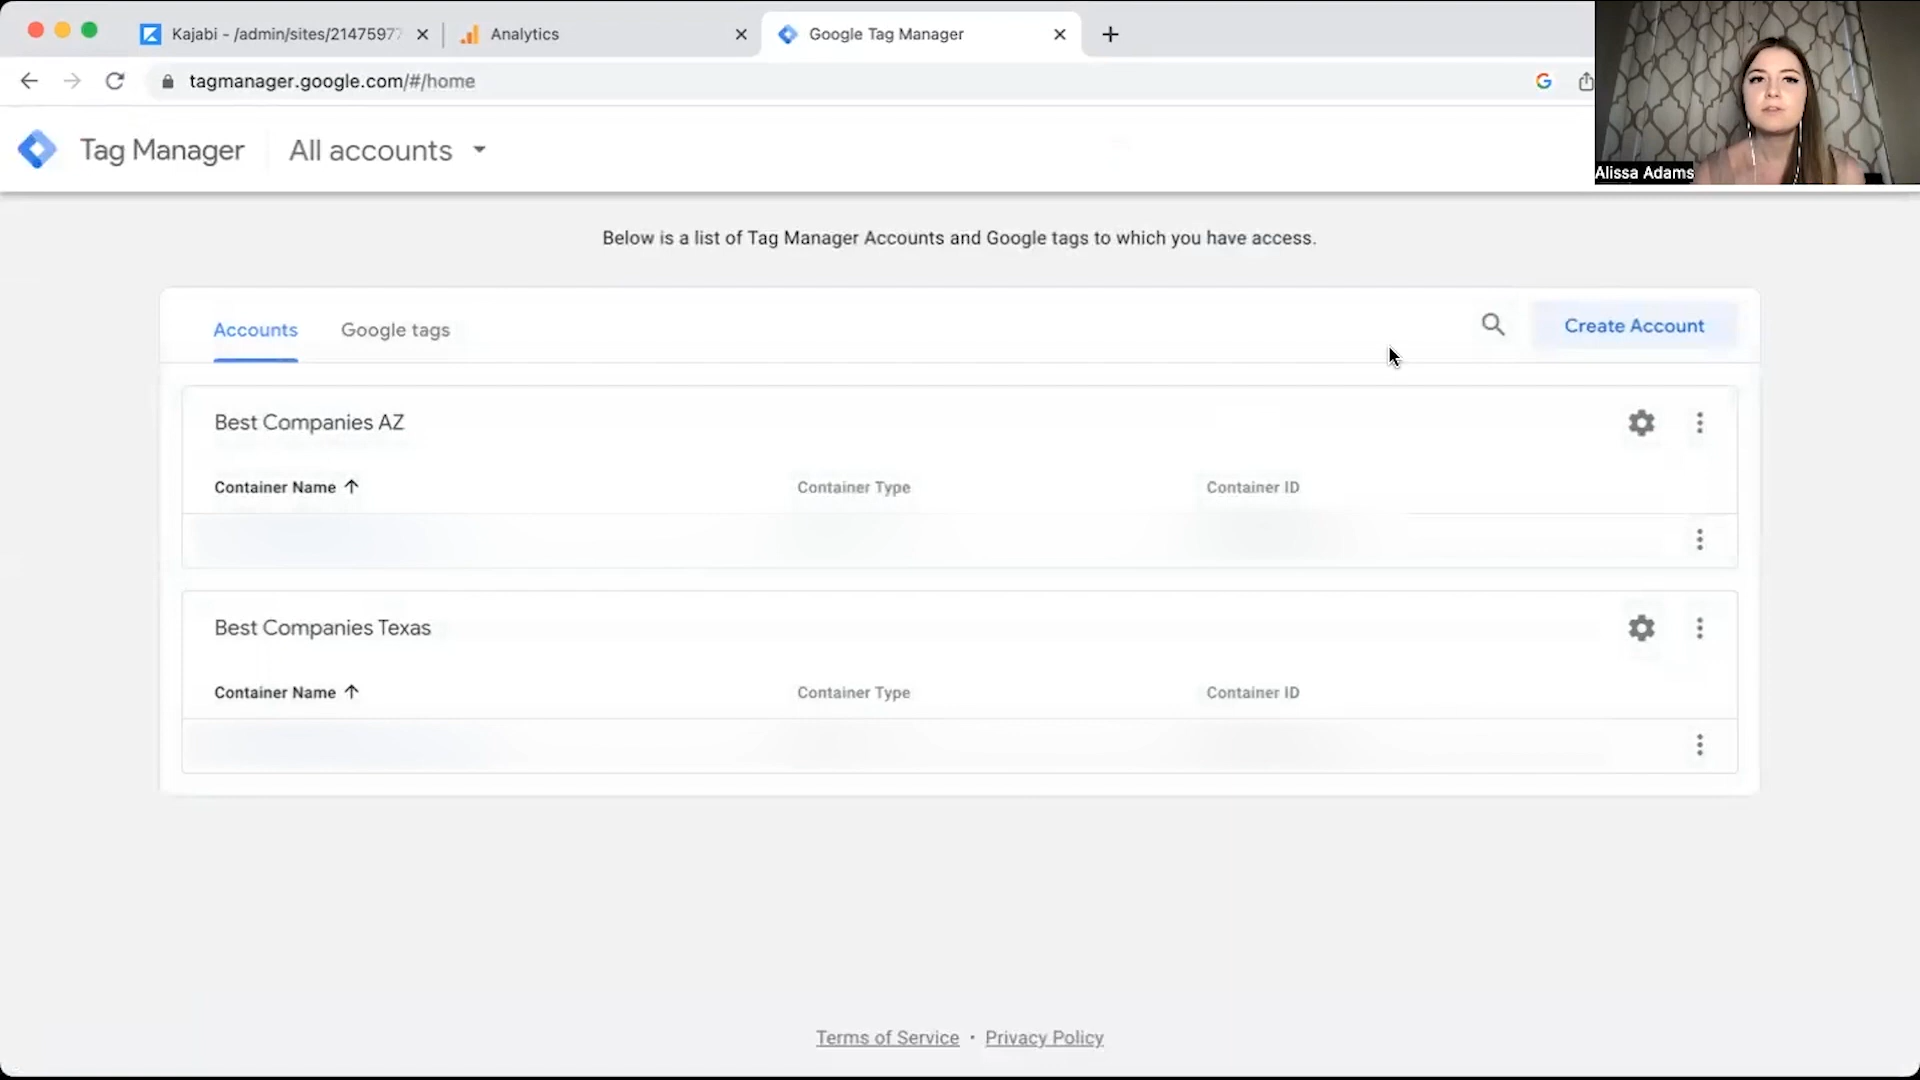 Kajabi - /admin/sites/21475977
Analytics
Google Tag Manager
tagmanager.google.com/#/home
Tag Manager
All accounts
Alissa Adams
Below is a list of Tag Manager Accounts and Google tags to which you have access.
Accounts
Google tags
Create Account
Best Companies AZ
Container Name
Container Type
Container ID
Best Companies Texas
Container Name
Container Type
Container ID
Terms of Service • Privacy Policy